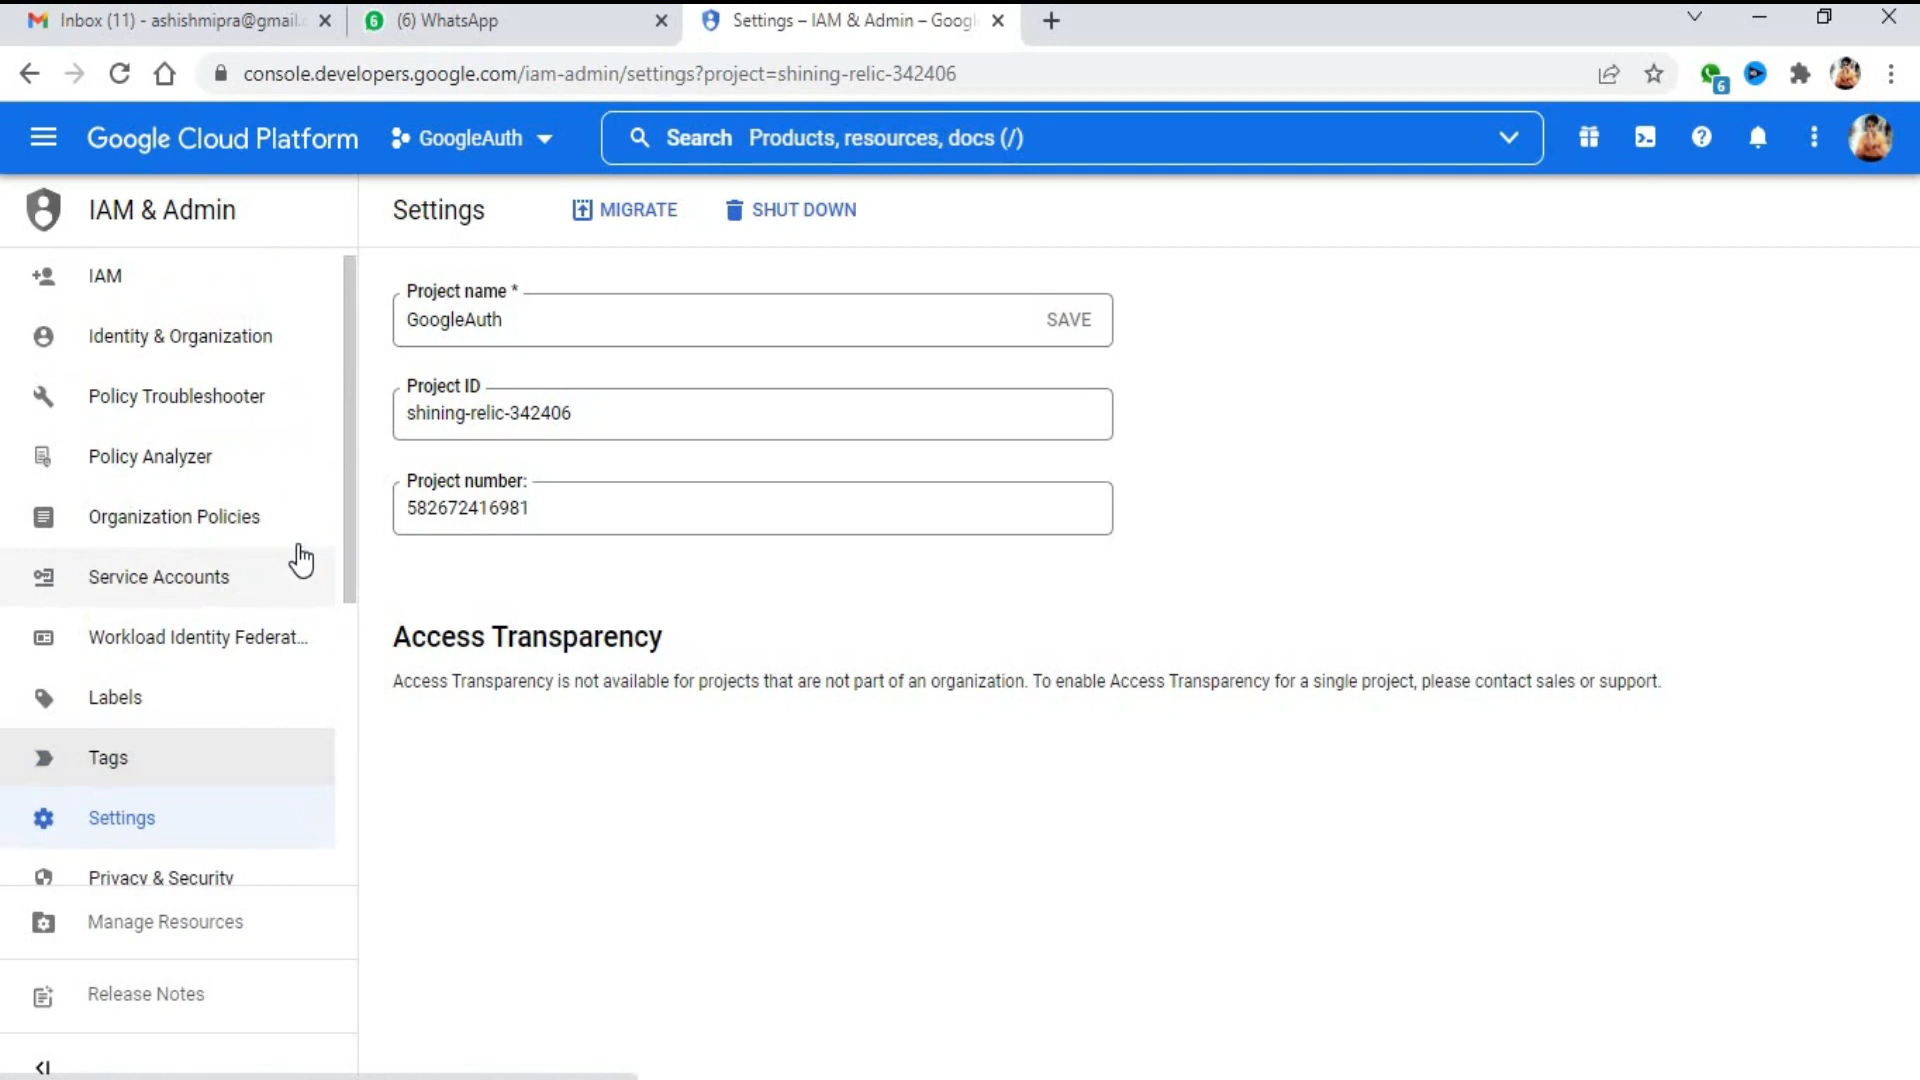 Inbox (11) - ashishmipra@gmail.c
6 (6) WhatsApp
Settings – IAM & Admin – Googl
console.developers.google.com/iam-admin/settings?project=shining-relic-342406
6
Google Cloud Platform
GoogleAuth
Search Products, resources, docs (/)
IAM & Admin
Settings
MIGRATE
SHUT DOWN
IAM
Identity & Organization
Policy Troubleshooter
Policy Analyzer
Organization Policies
Service Accounts
Workload Identity Federat...
Labels
Tags
Settings
Privacy & Security
Manage Resources
Release Notes
Project name *
GoogleAuth
SAVE
Project ID
shining-relic-342406
Project number:
582672416981
Access Transparency
Access Transparency is not available for projects that are not part of an organization. To enable Access Transparency for a single project, please contact sales or support.